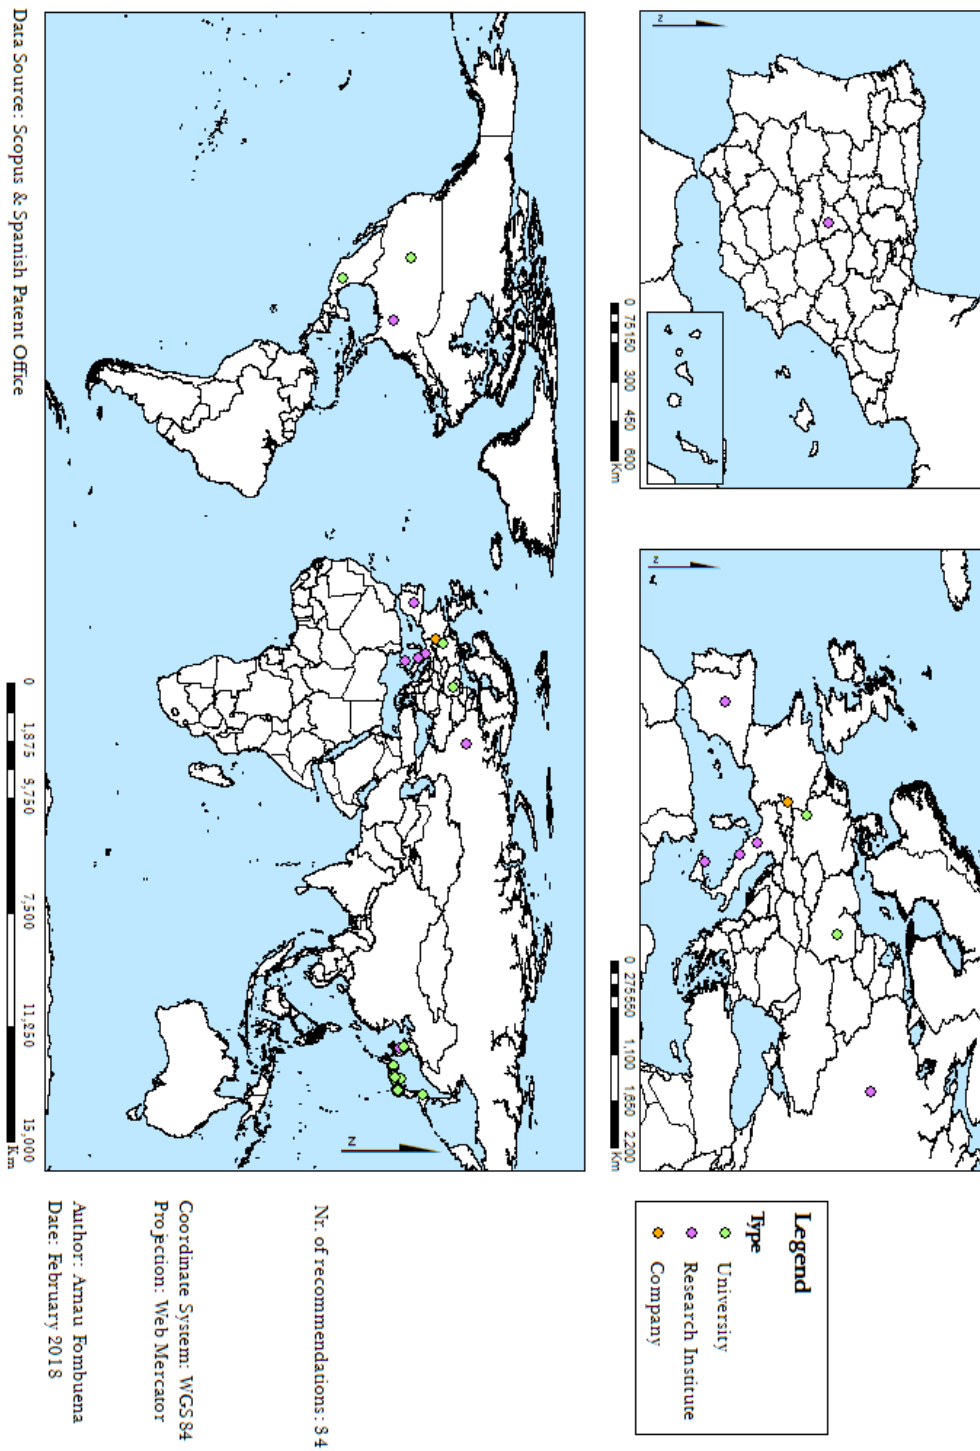 N
0 75150 300 450 600
Km
N
0 275550 1,100 1,650 2,200
Km
Legend
Type
University
Research Institute
Company
N
Nr. of recommendations:
Coordinate System: WGS 84
Projection: Web Mercator
Author: Arnau Fombuena
Date: February 2018
0 1,875 3,750 7,500 11,250 15,000
Km
Data Source: Scopus & Spanish Patent Office